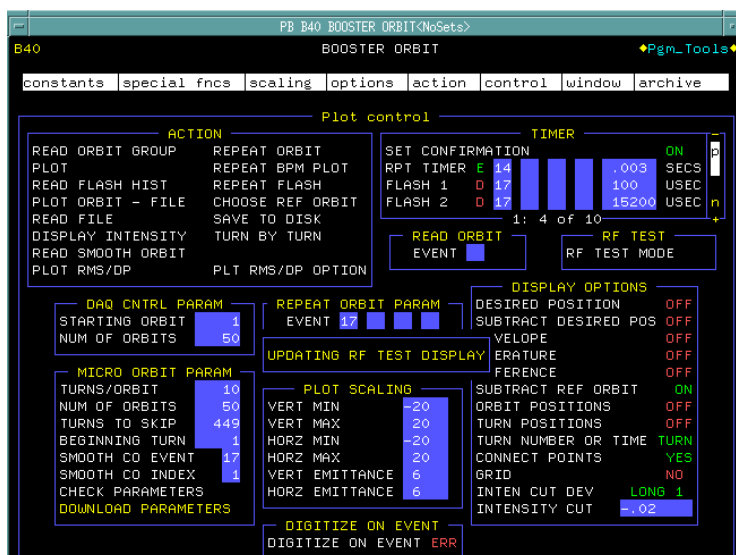 PB B40 BOOSTER ORBIT<NoSets>
B40 BOOSTER ORBIT ◆Pgm_Tools◆
constants special fncs scaling options action control window archive
Plot control
ACTION
READ ORBIT GROUP REPEAT ORBIT
PLOT REPEAT BPM PLOT
READ FLASH HIST REPEAT FLASH
PLOT ORBIT - FILE CHOOSE REF ORBIT
READ FILE SAVE TO DISK
DISPLAY INTENSITY TURN BY TURN
READ SMOOTH ORBIT
PLOT RMS/DP PLT RMS/DP OPTION
TIMER
SET CONFIRMATION ON
RPT TIMER E 14 .003 SECS
FLASH 1 D 17 100 USEC
FLASH 2 D 17 15200 USEC
1: 4 of 10
- p n +
READ ORBIT
EVENT
RF TEST
RF TEST MODE
DAQ CNTRL PARAM
STARTING ORBIT 1
NUM OF ORBITS 50
REPEAT ORBIT PARAM
EVENT 17
UPDATING RF TEST DISPLAY
DISPLAY OPTIONS
DESIRED POSITION OFF
SUBTRACT DESIRED POS OFF
VELOPE OFF
ERATURE OFF
FERENCE OFF
SUBTRACT REF ORBIT ON
ORBIT POSITIONS OFF
TURN POSITIONS OFF
TURN NUMBER OR TIME TURN
CONNECT POINTS YES
GRID NO
INTEN CUT DEV LONG 1
INTENSITY CUT -.02
MICRO ORBIT PARAM
TURNS/ORBIT 10
NUM OF ORBITS 50
TURNS TO SKIP 449
BEGINNING TURN 1
SMOOTH CO EVENT 17
SMOOTH CO INDEX 1
CHECK PARAMETERS
DOWNLOAD PARAMETERS
PLOT SCALING
VERT MIN -20
VERT MAX 20
HORZ MIN -20
HORZ MAX 20
VERT EMITTANCE 6
HORZ EMITTANCE 6
DIGITIZE ON EVENT
DIGITIZE ON EVENT ERR